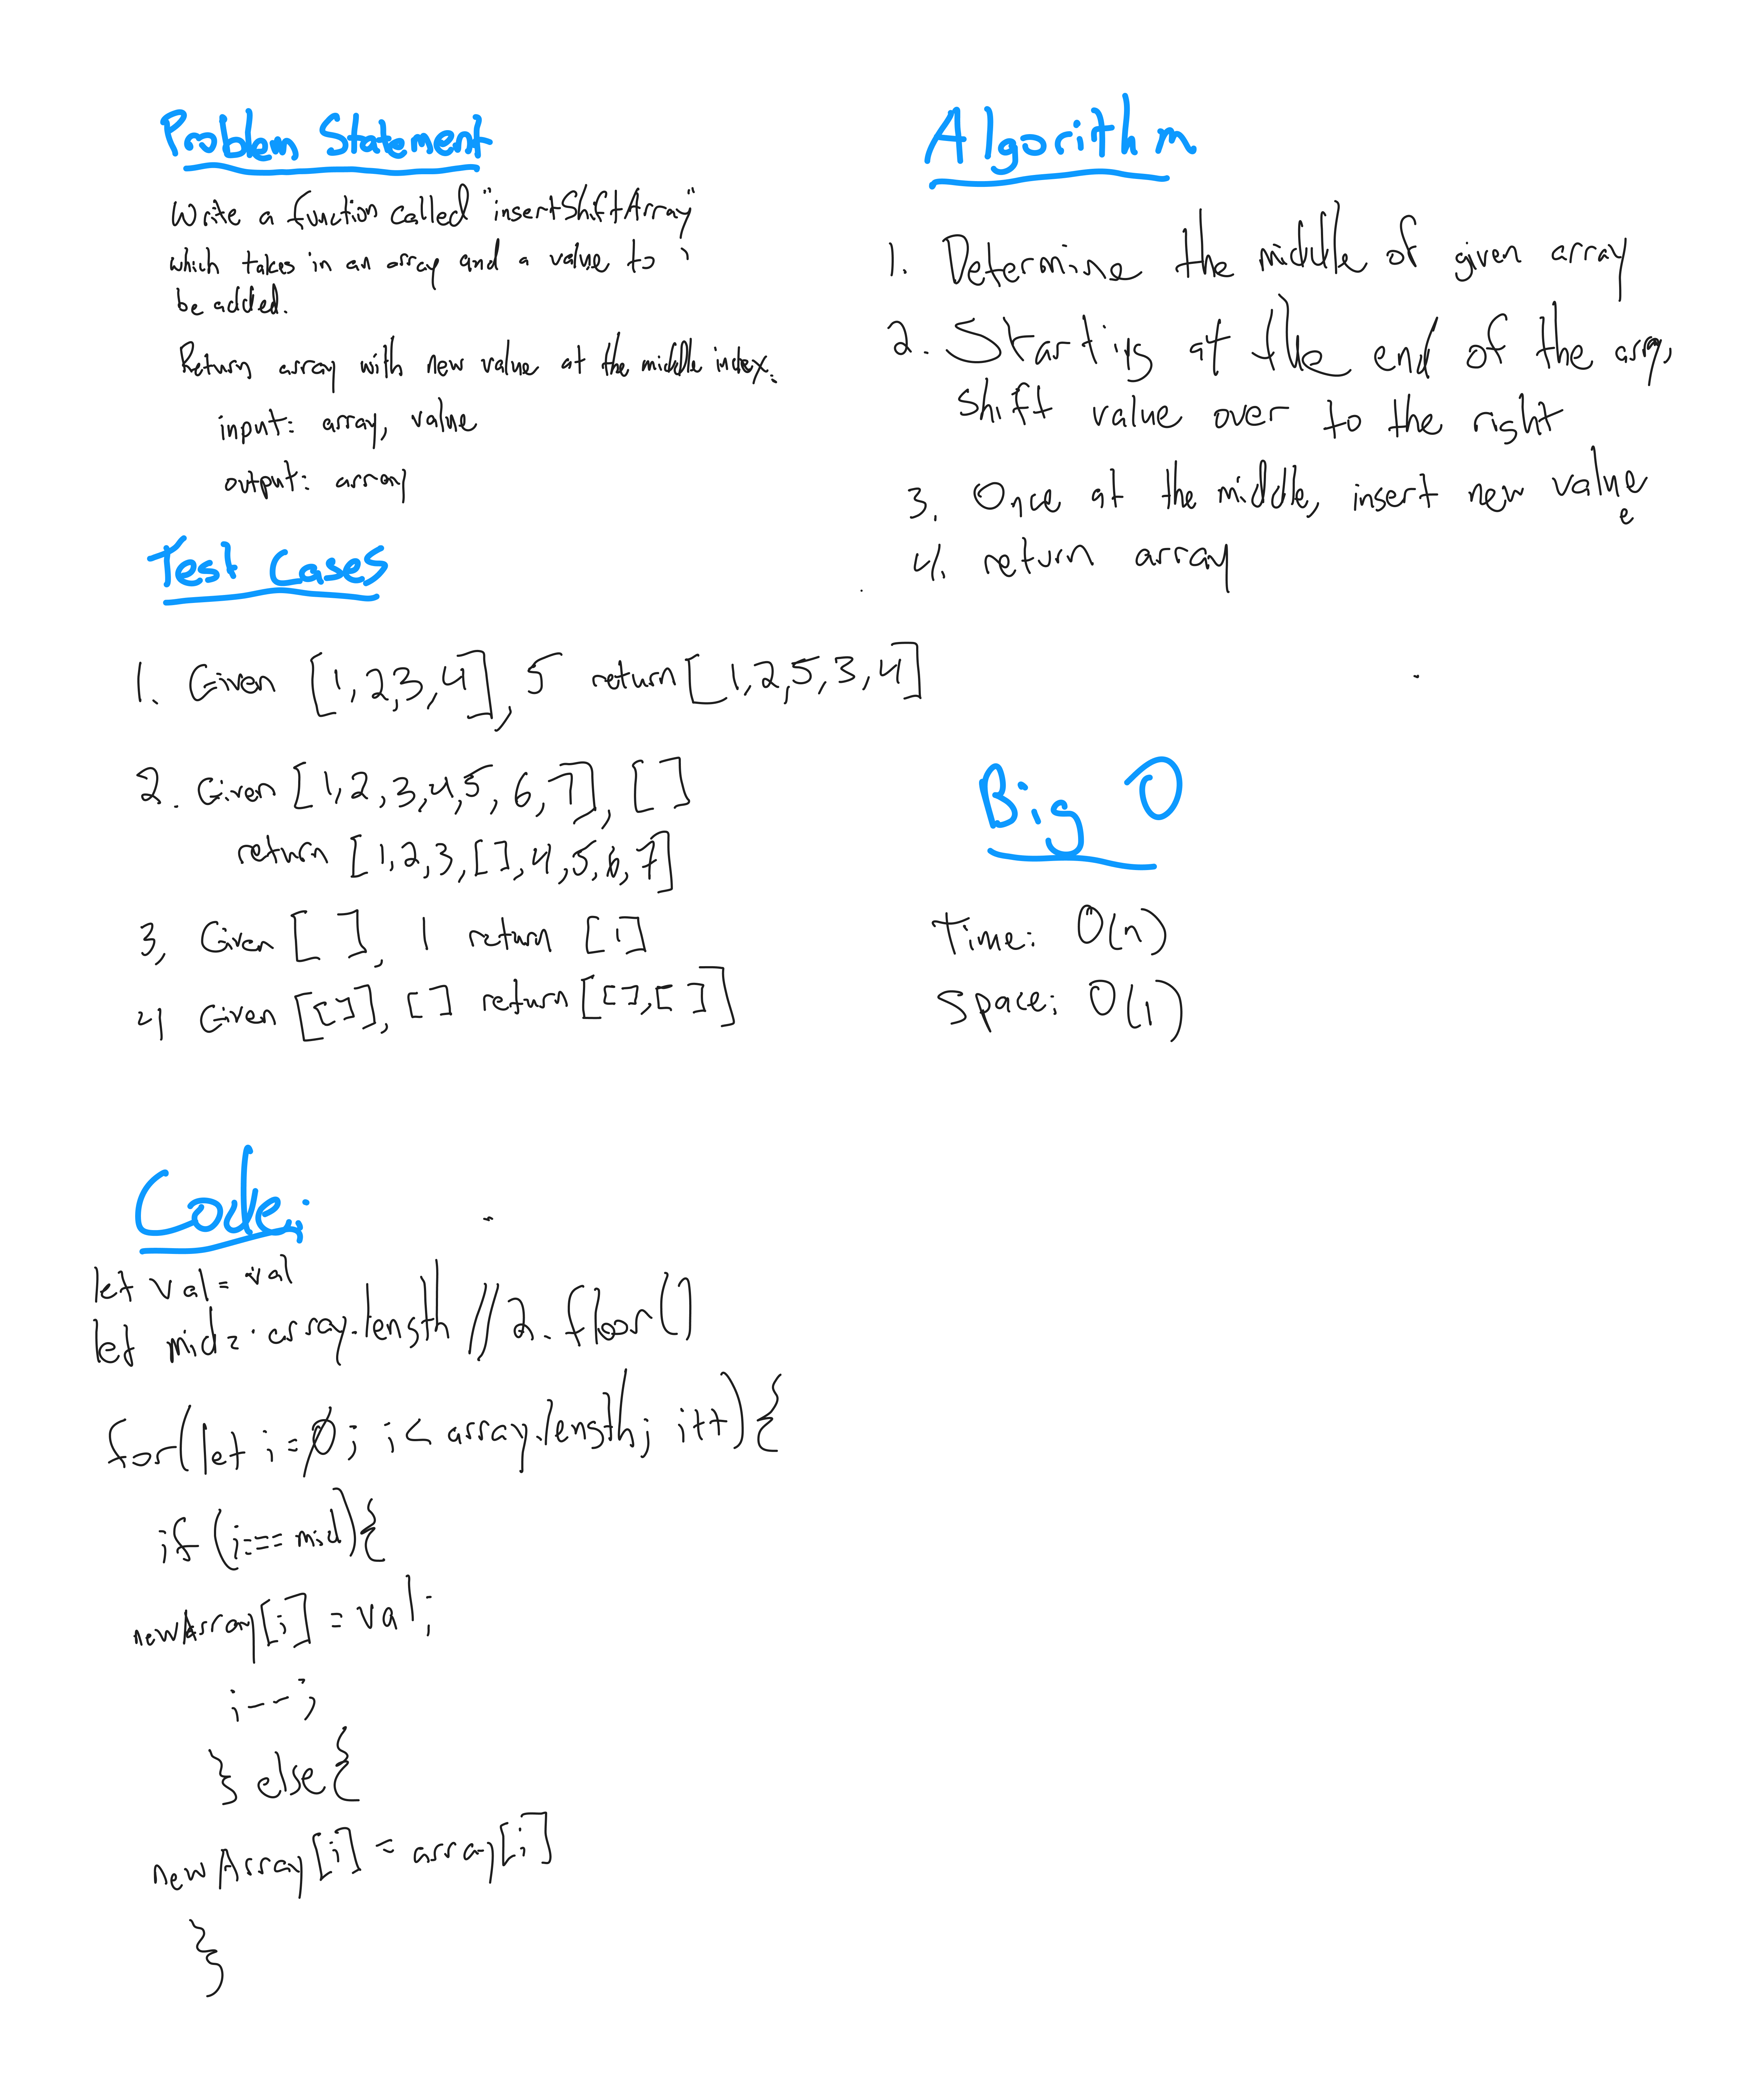 Problem Statement
Write a function called "insertShiftArray"
which takes in an array and a value to
be added.
Return array with new value at the middle index.
input: array, value
output: array
Test Cases
1. Given [1,2,3,4], 5 return [1,2,5,3,4]
2. Given [1,2,3,4,5,6,7], []
return [1,2,3,[],4,5,6,7]
3. Given [ ], 1 return [1]
4 Given [[]], [] return [[],[]]
Algorithm
1. Determine the middle of given array
2. Starting at the end of the array,
shift value over to the right
3. Once at the middle, insert new value
4. return array
Big O
Time: O(n)
Space: O(1)
Code:
let val = val
let mid = array.length //2.floor()
for(let i=0; i< array.length; i++){
if (i=== mid){
newArray[i] = val;
i--;
} else {
newArray[i] = array[i]
}